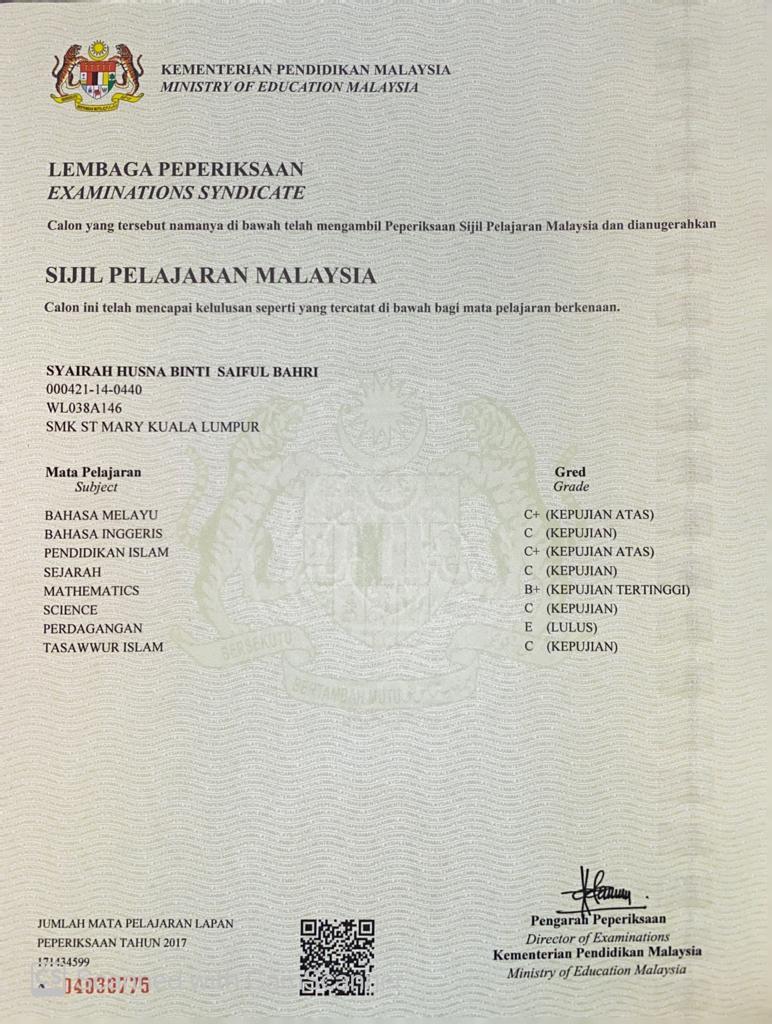 KEMENTERIAN PENDIDIKAN MALAYSIA
MINISTRY OF EDUCATION MALAYSIA
LEMBAGA PEPERIKSAAN
EXAMINATIONS SYNDICATE
Calon yang tersebut namanya di bawah telah mengambil Peperiksaan Sijil Pelajaran Malaysia dan dianugerahkan
SIJIL PELAJARAN MALAYSIA
Calon ini telah mencapai kelulusan seperti yang tercatat di bawah bagi mata pelajaran berkenaan.
SYAIRAH HUSNA BINTI SAIFUL BAHRI
000421-14-0440
WL038A146
SMK ST MARY KUALA LUMPUR
Mata Pelajaran Gred
Subject Grade
BAHASA MELAYU C+ (KEPUJIAN ATAS)
BAHASA INGGERIS C (KEPUJIAN)
PENDIDIKAN ISLAM C+ (KEPUJIAN ATAS)
SEJARAH C (KEPUJIAN)
MATHEMATICS B+ (KEPUJIAN TERTINGGI)
SCIENCE C (KEPUJIAN)
PERDAGANGAN E (LULUS)
TASAWWUR ISLAM C (KEPUJIAN)
BERSEKUTU
BERTAMBAH MUTU
JUMLAH MATA PELAJARAN LAPAN
PEPERIKSAAN TAHUN 2017
171434599
04030775
Pengarah Peperiksaan
Director of Examinations
Kementerian Pendidikan Malaysia
Ministry of Education Malaysia